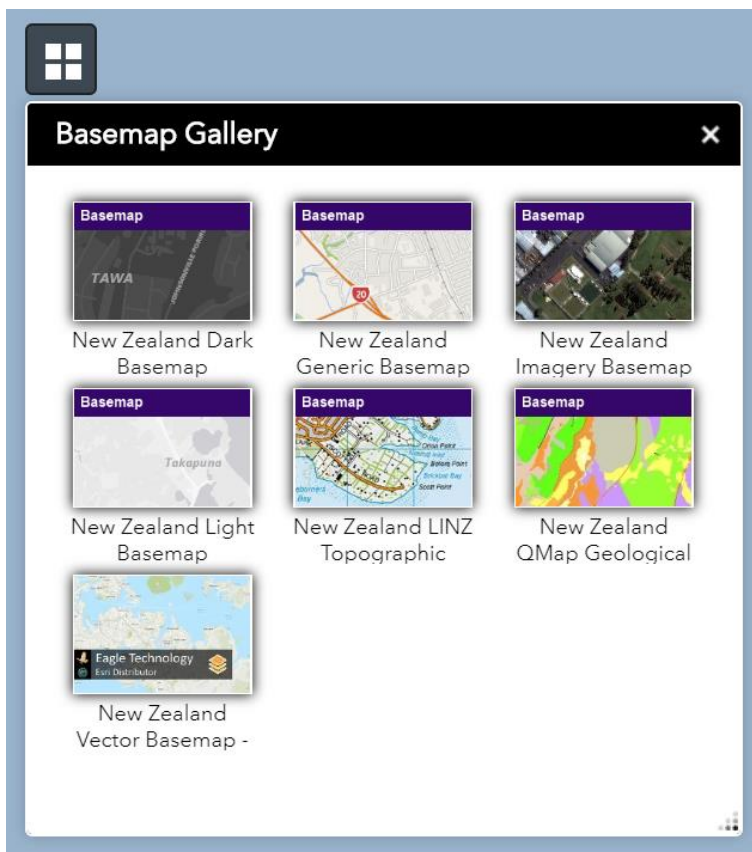 Basemap Gallery
Basemap
TAWA
New Zealand Dark
Basemap
Basemap
20
New Zealand
Generic Basemap
Basemap
New Zealand
Imagery Basemap
Basemap
Takapuna
New Zealand Light
Basemap
Basemap
Scott Point
New Zealand LINZ
Topographic
Basemap
New Zealand
QMap Geological
Eagle Technology
Esri Distributor
New Zealand
Vector Basemap -